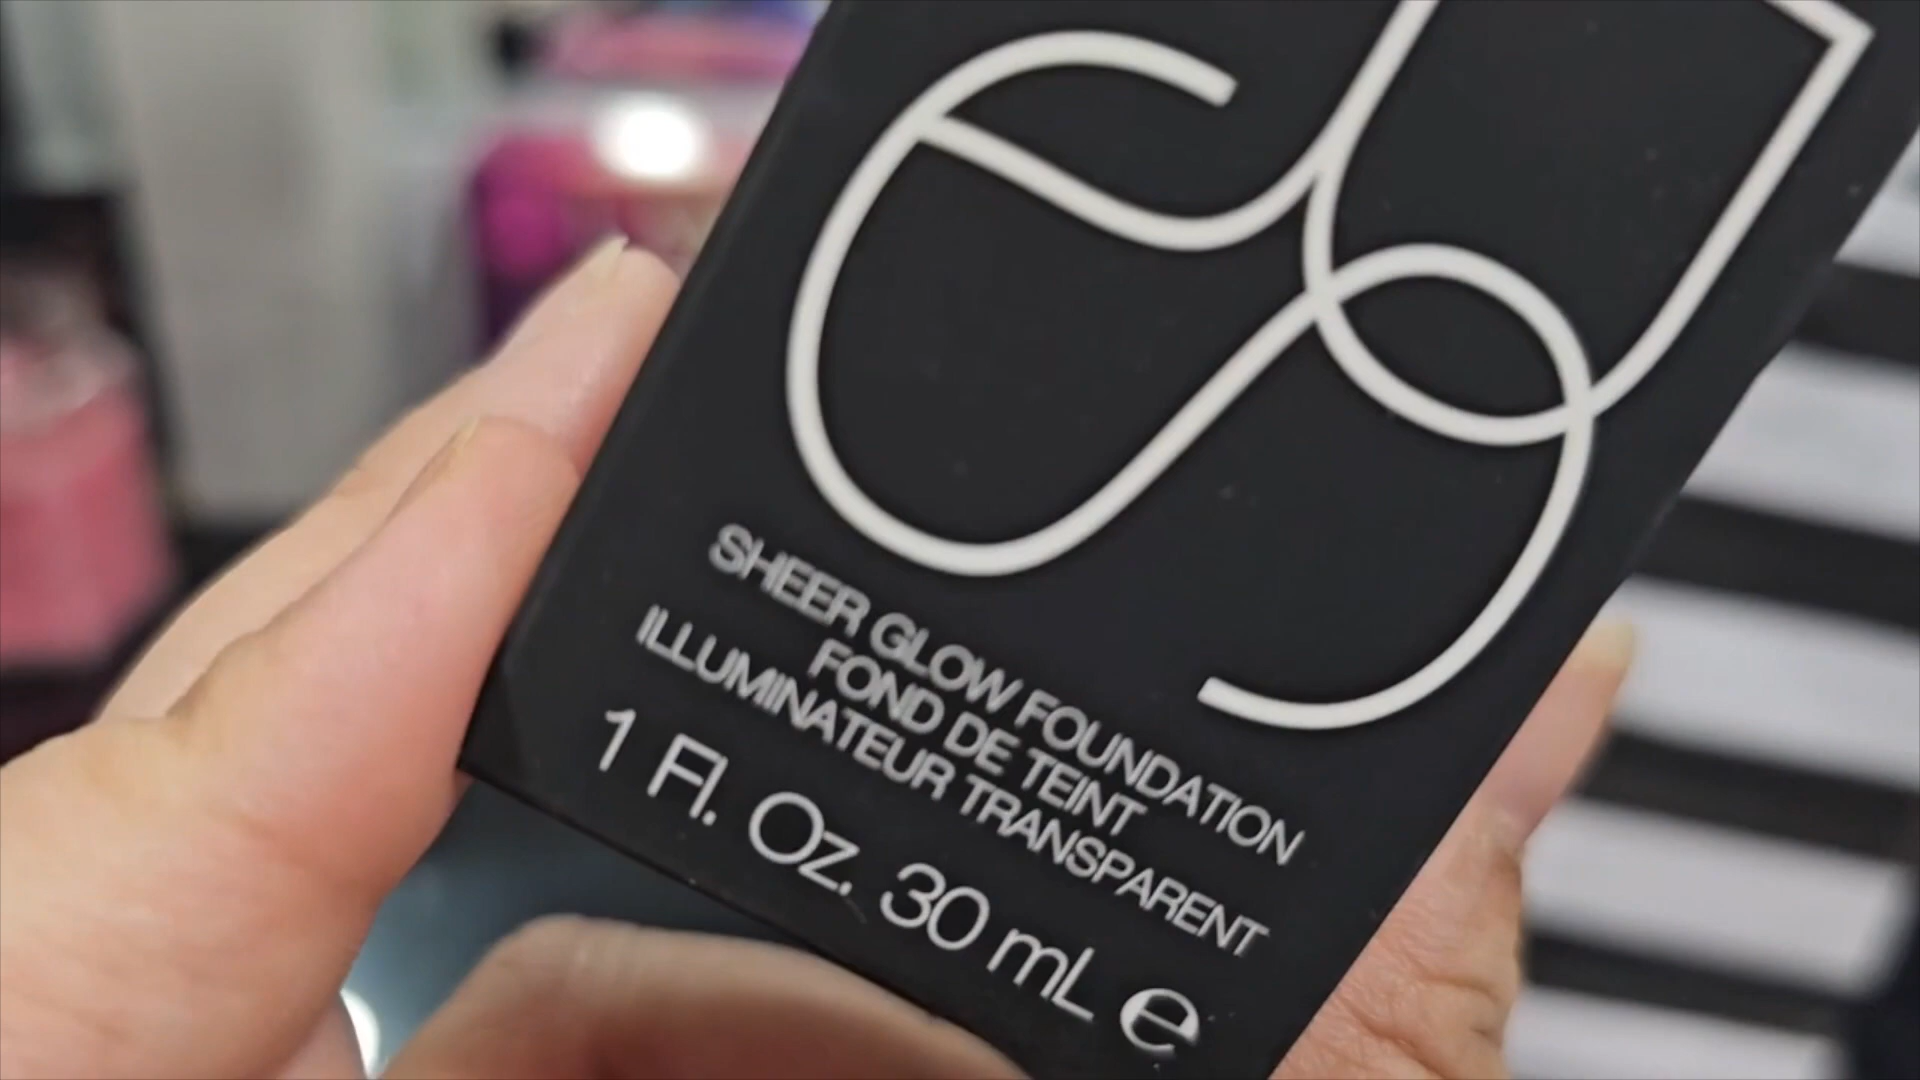 SHEER GLOW FOUNDATION
FOND DE TEINT
ILLUMINATEUR TRANSPARENT
1 Fl. Oz. 30 mL ℮